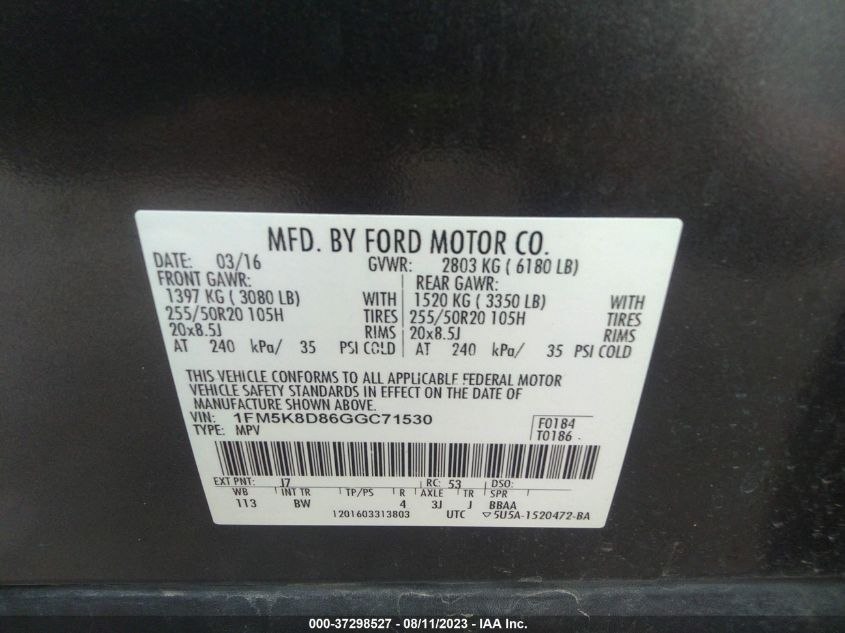 MFD. BY FORD MOTOR CO.
DATE: 03/16 GVWR: 2803 KG ( 6180 LB)
FRONT GAWR: REAR GAWR:
1397 KG ( 3080 LB) WITH 1520 KG ( 3350 LB) WITH
255/50R20 105H TIRES 255/50R20 105H TIRES
20x8.5J RIMS 20x8.5J RIMS
AT 240 kPa/ 35 PSI COLD AT 240 kPa/ 35 PSI COLD
THIS VEHICLE CONFORMS TO ALL APPLICABLE FEDERAL MOTOR
VEHICLE SAFETY STANDARDS IN EFFECT ON THE DATE OF
MANUFACTURE SHOWN ABOVE.
VIN: 1FM5K8D86GGC71530 F0184
TYPE: MPV T0186
EXT PNT: J7 RC: 53 DSO:
WB INT TR TP/PS R AXLE TR SPR
113 BW 4 3J J BBAA
1201603313803 UTC ▽5U5A-1520472-BA
000-37298527 - 08/11/2023 - © IAA Inc.